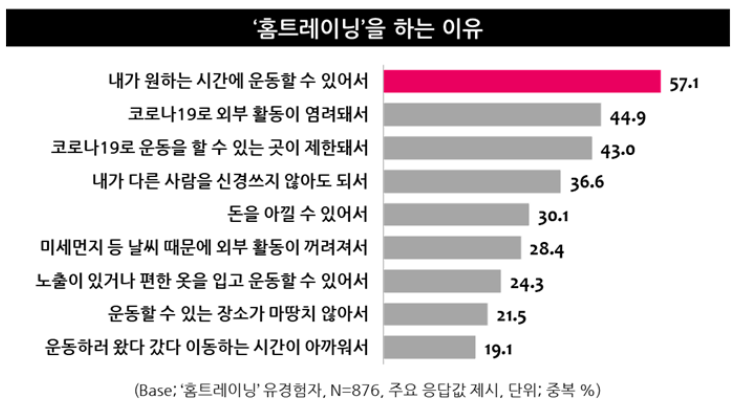 ‘홈트레이닝’을 하는 이유
내가 원하는 시간에 운동할 수 있어서 57.1
코로나19로 외부 활동이 염려돼서 44.9
코로나19로 운동을 할 수 있는 곳이 제한돼서 43.0
내가 다른 사람을 신경쓰지 않아도 되서 36.6
돈을 아낄 수 있어서 30.1
미세먼지 등 날씨 때문에 외부 활동이 꺼려져서 28.4
노출이 있거나 편한 옷을 입고 운동할 수 있어서 24.3
운동할 수 있는 장소가 마땅치 않아서 21.5
운동하러 왔다 갔다 이동하는 시간이 아까워서 19.1
(Base; ‘홈트레이닝’ 유경험자, N=876, 주요 응답값 제시, 단위; 중복 %)